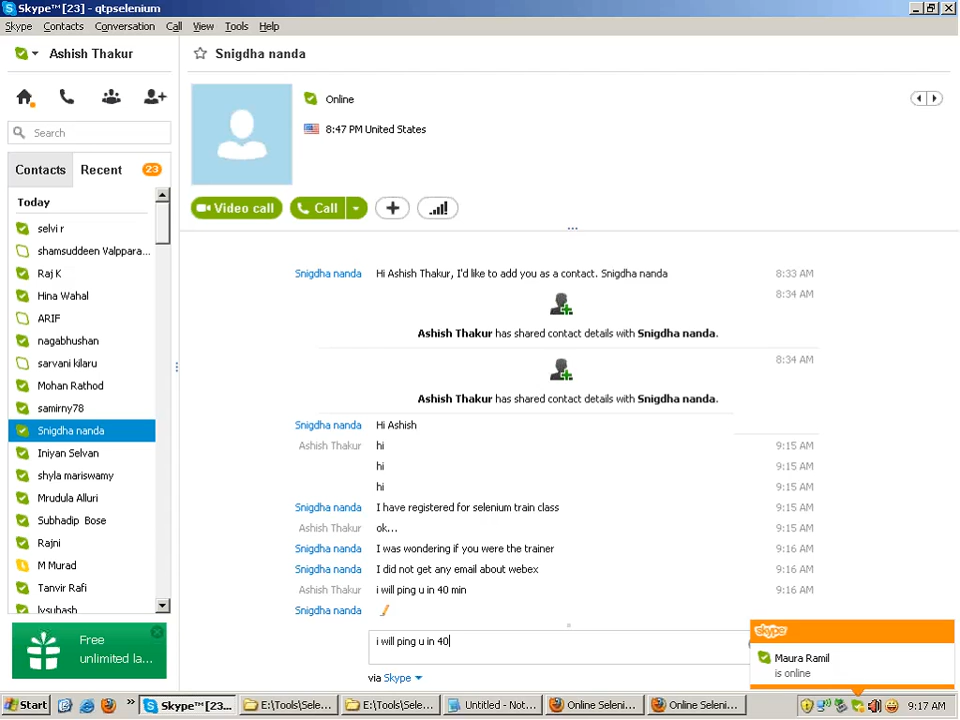 Skype™ [23] - qtpselenium
Skype Contacts Conversation Call View Tools Help
Ashish Thakur
Search
Contacts Recent 23
Today
selvi r
shamsuddeen Valppara...
Raj K
Hina Wahal
ARIF
nagabhushan
sarvani kilaru
Mohan Rathod
samirny78
Snigdha nanda
Iniyan Selvan
shyla mariswamy
Mrudula Alluri
Subhadip Bose
Rajni
M Murad
Tanvir Rafi
lvsubash
Free
unlimited la...
Snigdha nanda
Online
8:47 PM United States
Video call Call
...
Snigdha nanda Hi Ashish Thakur, I'd like to add you as a contact. Snigdha nanda 8:33 AM
8:34 AM
Ashish Thakur has shared contact details with Snigdha nanda.
8:34 AM
Ashish Thakur has shared contact details with Snigdha nanda.
Snigdha nanda Hi Ashish
Ashish Thakur hi 9:15 AM
hi 9:15 AM
hi 9:15 AM
Snigdha nanda I have registered for selenium train class 9:15 AM
Ashish Thakur ok... 9:15 AM
Snigdha nanda I was wondering if you were the trainer 9:16 AM
Snigdha nanda I did not get any email about webex 9:16 AM
Ashish Thakur i will ping u in 40 min 9:16 AM
Snigdha nanda
i will ping u in 40
via Skype
skype
Maura Ramil
is online
Start » Skype™ [23... E:\Tools\Sele... E:\Tools\Sele... Untitled - Not... Online Seleni... Online Seleni... 9:17 AM